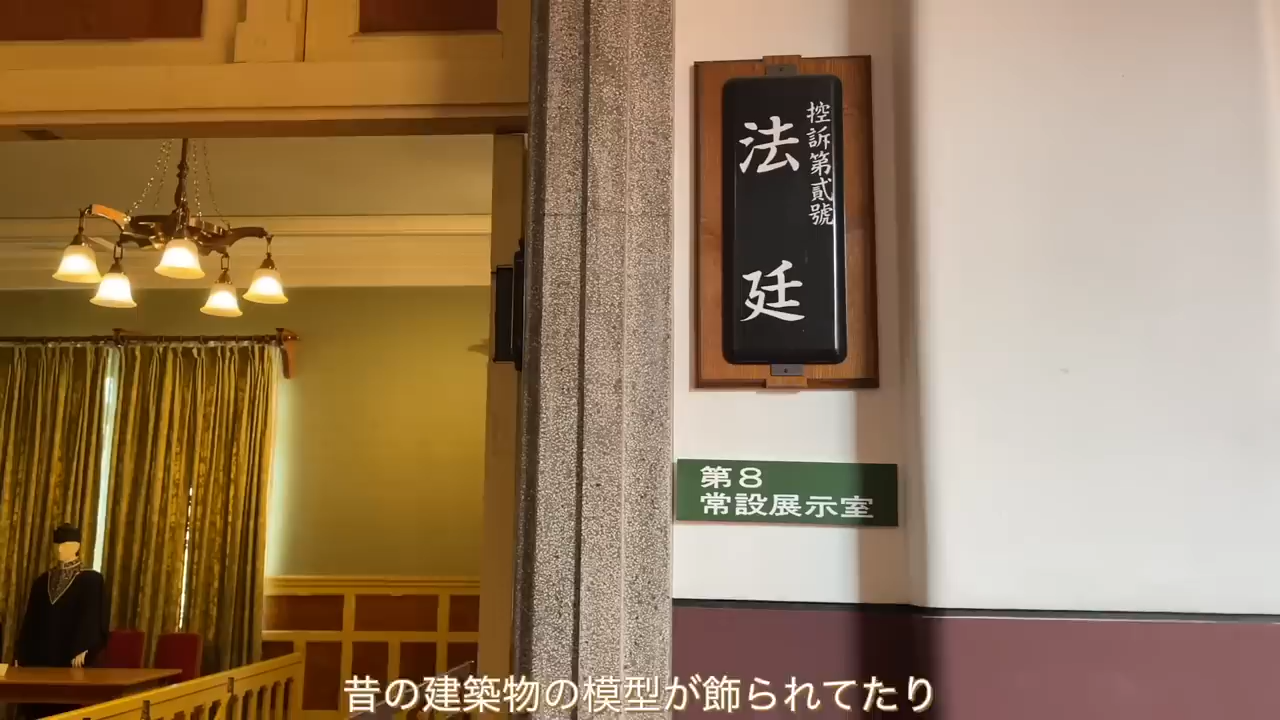 控訴第貳號
法廷
第8
常設展示室
昔の建築物の模型が飾られてたり